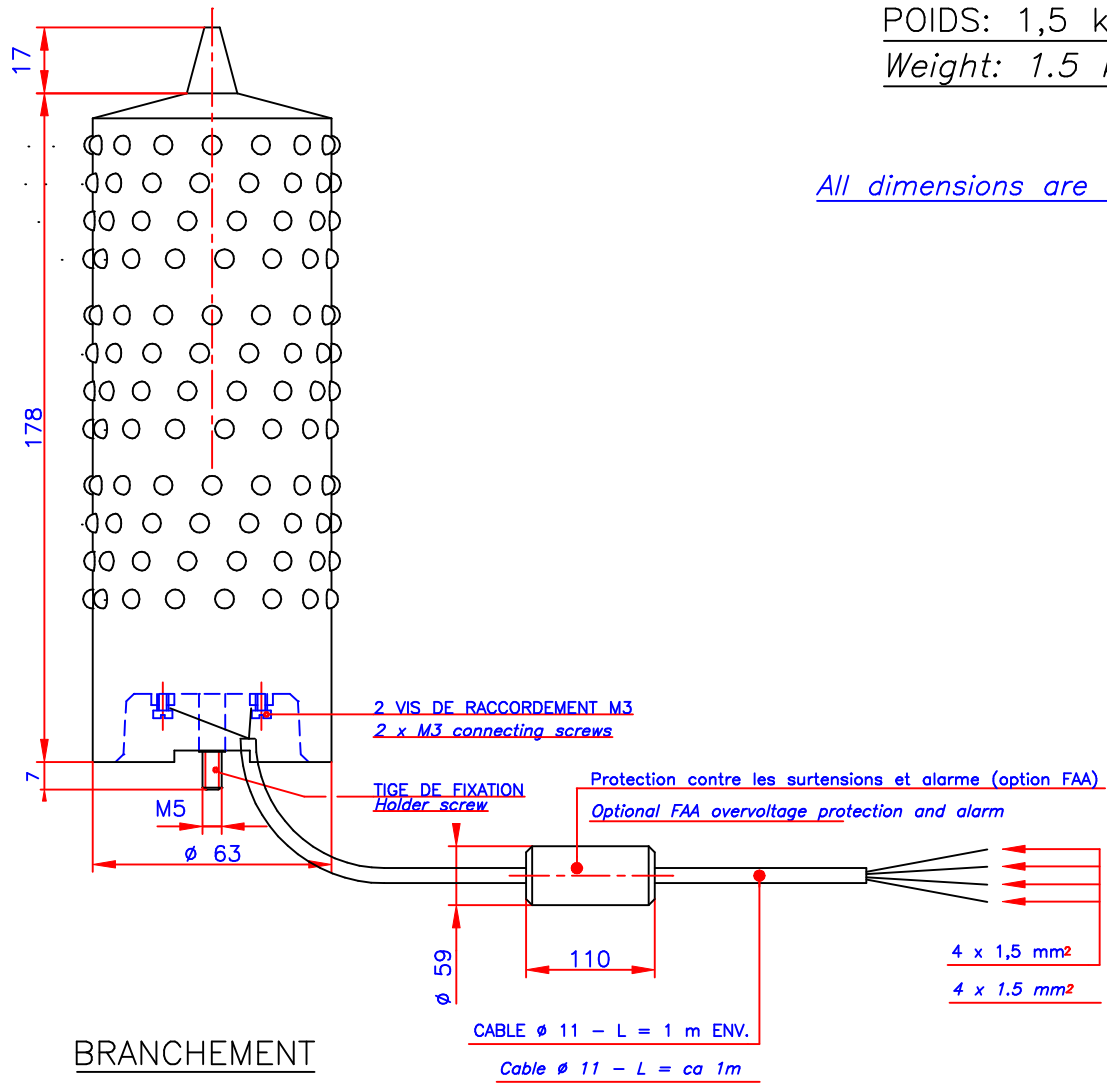 POIDS: 1,5
Weight: 1.5
All dimensions are
17
178
7
M5
ø 63
2 VIS DE RACCORDEMENT M3
2 x M3 connecting screws
TIGE DE FIXATION
Holder screw
Protection contre les surtensions et alarme (option FAA)
Optional FAA overvoltage protection and alarm
ø 59
110
4 x 1,5 mm²
4 x 1.5 mm²
CABLE ø 11 – L = 1 m ENV.
Cable ø 11 – L = ca 1m
BRANCHEMENT